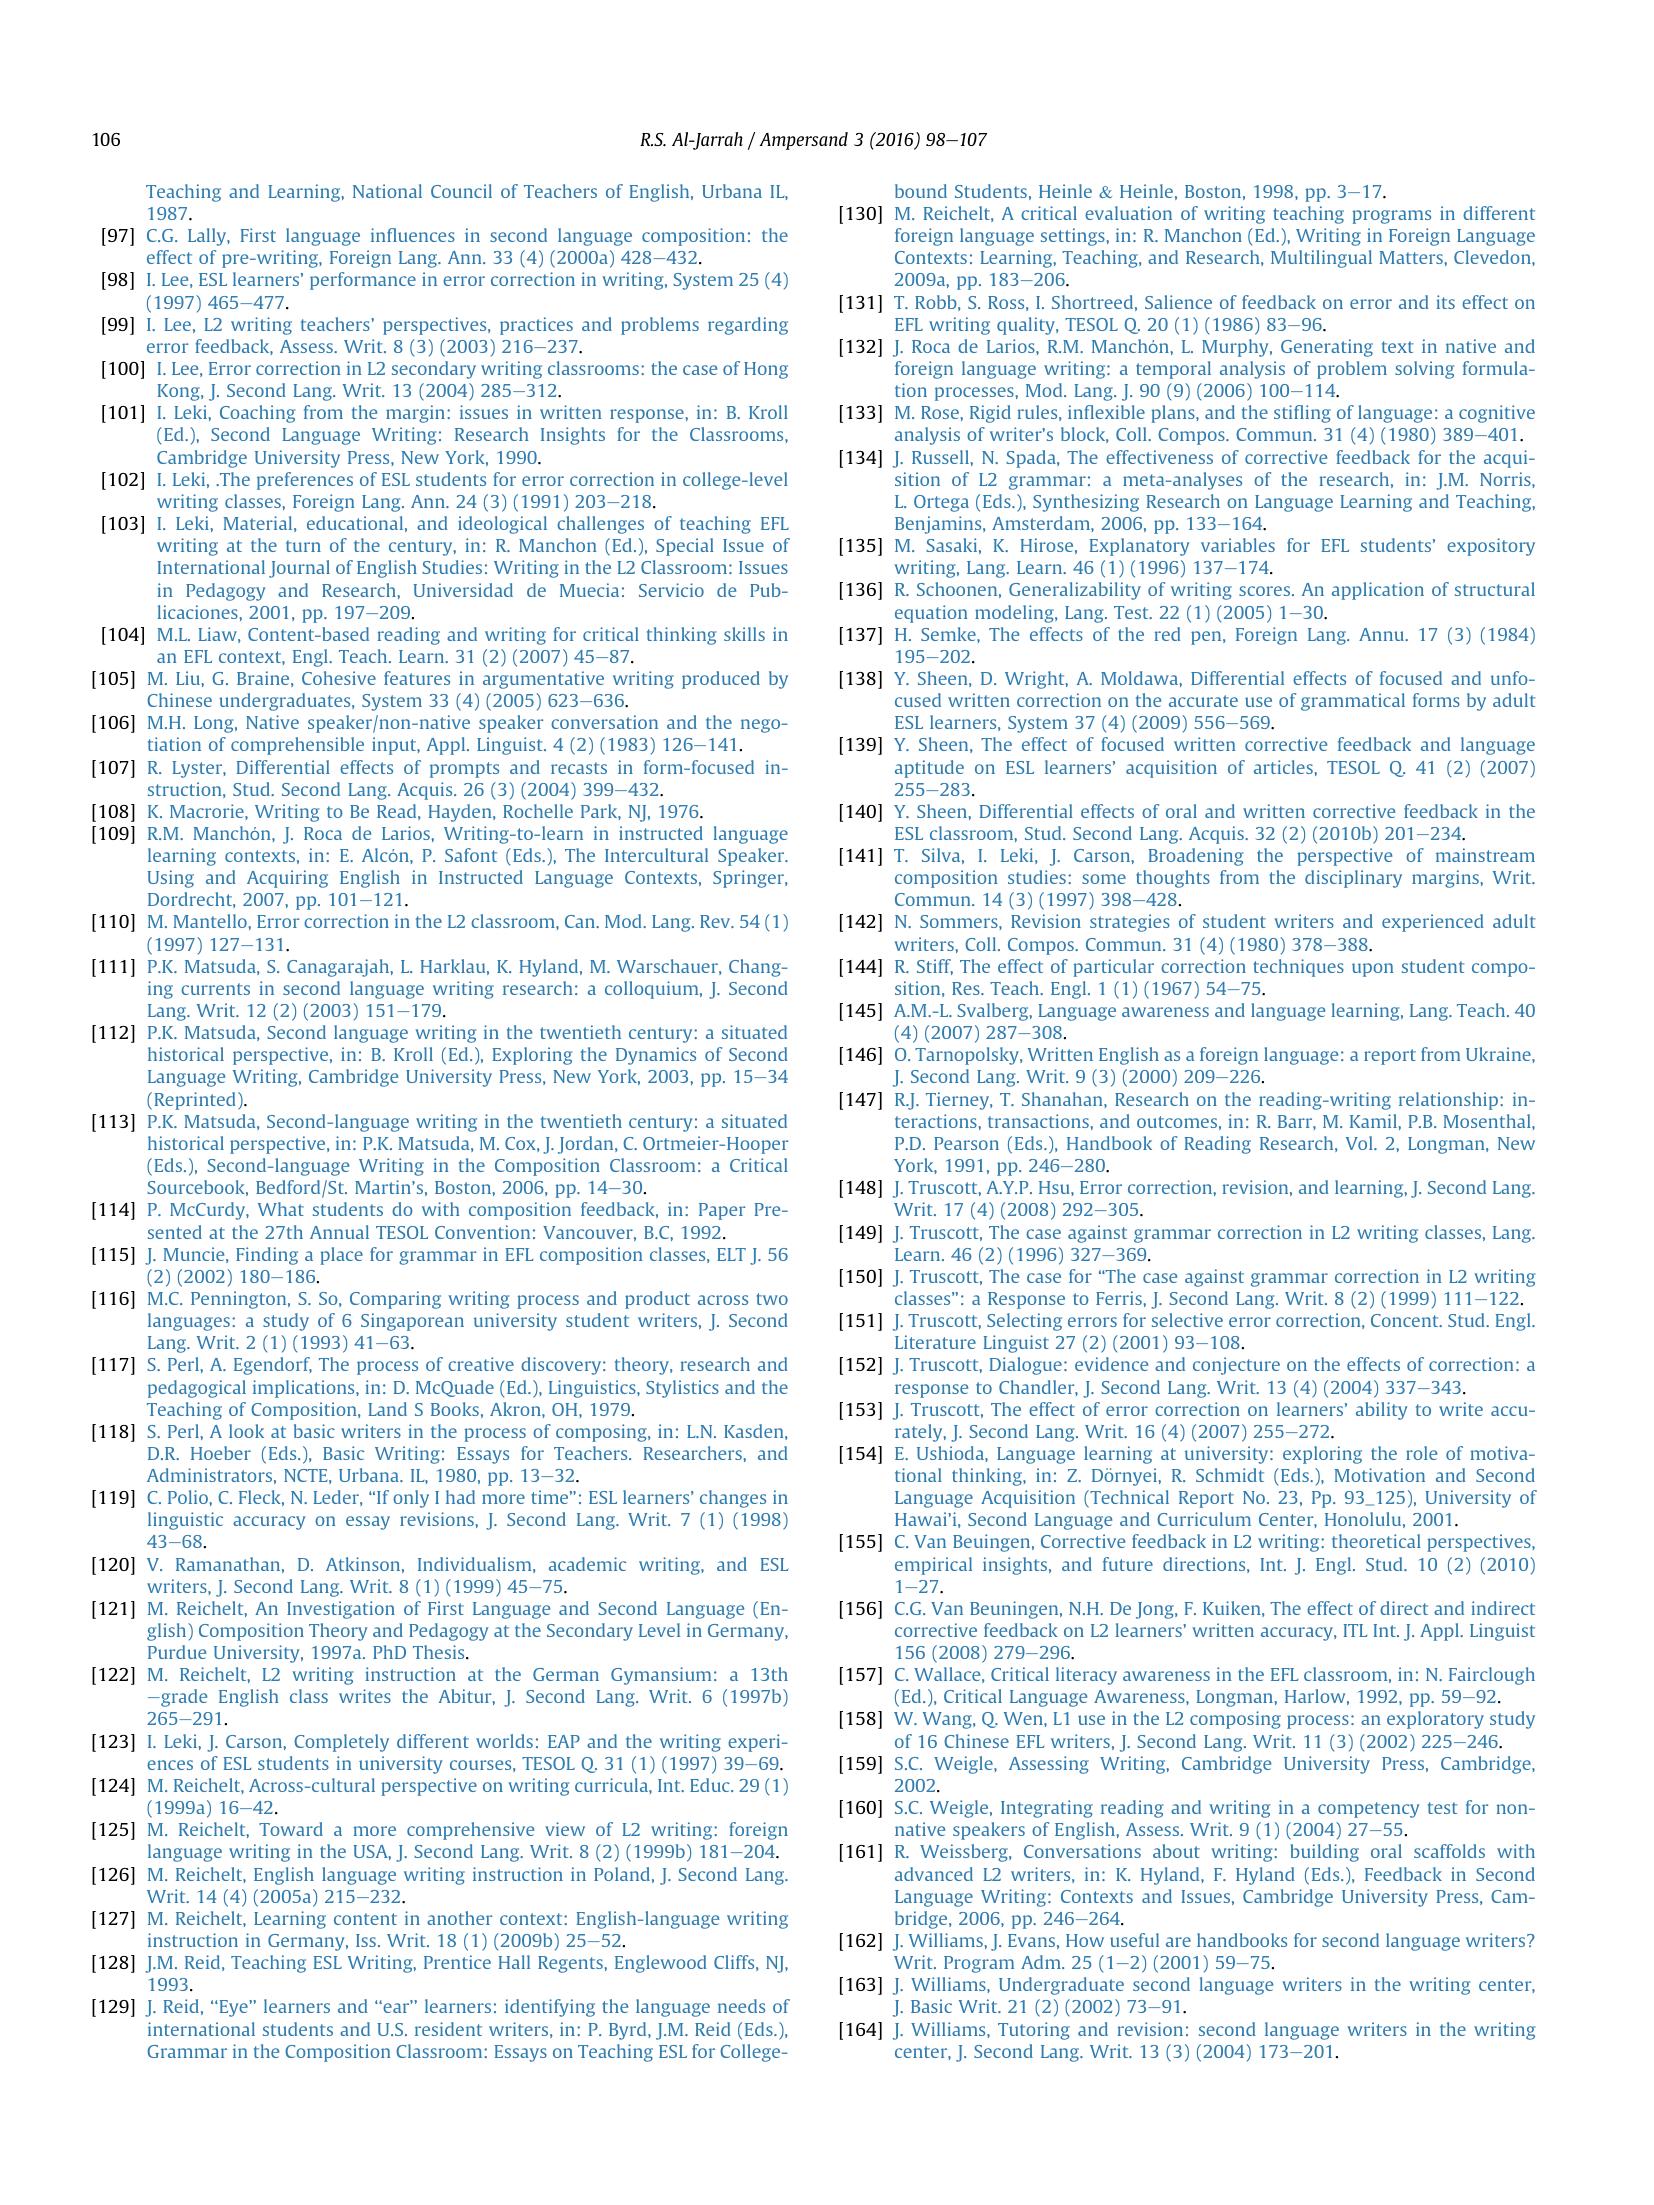 106
R.S. Al-Jarrah / Ampersand 3 (2016) 98–107
Teaching and Learning, National Council of Teachers of English, Urbana IL,
1987.
[97] C.G. Lally, First language influences in second language composition: the
effect of pre-writing, Foreign Lang. Ann. 33 (4) (2000a) 428–432.
[98] I. Lee, ESL learners' performance in error correction in writing, System 25 (4)
(1997) 465–477.
[99] I. Lee, L2 writing teachers' perspectives, practices and problems regarding
error feedback, Assess. Writ. 8 (3) (2003) 216–237.
[100] I. Lee, Error correction in L2 secondary writing classrooms: the case of Hong
Kong, J. Second Lang. Writ. 13 (2004) 285–312.
[101] I. Leki, Coaching from the margin: issues in written response, in: B. Kroll
(Ed.), Second Language Writing: Research Insights for the Classrooms,
Cambridge University Press, New York, 1990.
[102] I. Leki, .The preferences of ESL students for error correction in college-level
writing classes, Foreign Lang. Ann. 24 (3) (1991) 203–218.
[103] I. Leki, Material, educational, and ideological challenges of teaching EFL
writing at the turn of the century, in: R. Manchon (Ed.), Special Issue of
International Journal of English Studies: Writing in the L2 Classroom: Issues
in Pedagogy and Research, Universidad de Muecia: Servicio de Pub-
licaciones, 2001, pp. 197–209.
[104] M.L. Liaw, Content-based reading and writing for critical thinking skills in
an EFL context, Engl. Teach. Learn. 31 (2) (2007) 45–87.
[105] M. Liu, G. Braine, Cohesive features in argumentative writing produced by
Chinese undergraduates, System 33 (4) (2005) 623–636.
[106] M.H. Long, Native speaker/non-native speaker conversation and the nego-
tiation of comprehensible input, Appl. Linguist. 4 (2) (1983) 126–141.
[107] R. Lyster, Differential effects of prompts and recasts in form-focused in-
struction, Stud. Second Lang. Acquis. 26 (3) (2004) 399–432.
[108] K. Macrorie, Writing to Be Read, Hayden, Rochelle Park, NJ, 1976.
[109] R.M. Manchón, J. Roca de Larios, Writing-to-learn in instructed language
learning contexts, in: E. Alcón, P. Safont (Eds.), The Intercultural Speaker.
Using and Acquiring English in Instructed Language Contexts, Springer,
Dordrecht, 2007, pp. 101–121.
[110] M. Mantello, Error correction in the L2 classroom, Can. Mod. Lang. Rev. 54 (1)
(1997) 127–131.
[111] P.K. Matsuda, S. Canagarajah, L. Harklau, K. Hyland, M. Warschauer, Chang-
ing currents in second language writing research: a colloquium, J. Second
Lang. Writ. 12 (2) (2003) 151–179.
[112] P.K. Matsuda, Second language writing in the twentieth century: a situated
historical perspective, in: B. Kroll (Ed.), Exploring the Dynamics of Second
Language Writing, Cambridge University Press, New York, 2003, pp. 15–34
(Reprinted).
[113] P.K. Matsuda, Second-language writing in the twentieth century: a situated
historical perspective, in: P.K. Matsuda, M. Cox, J. Jordan, C. Ortmeier-Hooper
(Eds.), Second-language Writing in the Composition Classroom: a Critical
Sourcebook, Bedford/St. Martin's, Boston, 2006, pp. 14–30.
[114] P. McCurdy, What students do with composition feedback, in: Paper Pre-
sented at the 27th Annual TESOL Convention: Vancouver, B.C, 1992.
[115] J. Muncie, Finding a place for grammar in EFL composition classes, ELT J. 56
(2) (2002) 180–186.
[116] M.C. Pennington, S. So, Comparing writing process and product across two
languages: a study of 6 Singaporean university student writers, J. Second
Lang. Writ. 2 (1) (1993) 41–63.
[117] S. Perl, A. Egendorf, The process of creative discovery: theory, research and
pedagogical implications, in: D. McQuade (Ed.), Linguistics, Stylistics and the
Teaching of Composition, Land S Books, Akron, OH, 1979.
[118] S. Perl, A look at basic writers in the process of composing, in: L.N. Kasden,
D.R. Hoeber (Eds.), Basic Writing: Essays for Teachers. Researchers, and
Administrators, NCTE, Urbana. IL, 1980, pp. 13–32.
[119] C. Polio, C. Fleck, N. Leder, “If only I had more time”: ESL learners' changes in
linguistic accuracy on essay revisions, J. Second Lang. Writ. 7 (1) (1998)
43–68.
[120] V. Ramanathan, D. Atkinson, Individualism, academic writing, and ESL
writers, J. Second Lang. Writ. 8 (1) (1999) 45–75.
[121] M. Reichelt, An Investigation of First Language and Second Language (En-
glish) Composition Theory and Pedagogy at the Secondary Level in Germany,
Purdue University, 1997a. PhD Thesis.
[122] M. Reichelt, L2 writing instruction at the German Gymansium: a 13th
–grade English class writes the Abitur, J. Second Lang. Writ. 6 (1997b)
265–291.
[123] I. Leki, J. Carson, Completely different worlds: EAP and the writing experi-
ences of ESL students in university courses, TESOL Q. 31 (1) (1997) 39–69.
[124] M. Reichelt, Across-cultural perspective on writing curricula, Int. Educ. 29 (1)
(1999a) 16–42.
[125] M. Reichelt, Toward a more comprehensive view of L2 writing: foreign
language writing in the USA, J. Second Lang. Writ. 8 (2) (1999b) 181–204.
[126] M. Reichelt, English language writing instruction in Poland, J. Second Lang.
Writ. 14 (4) (2005a) 215–232.
[127] M. Reichelt, Learning content in another context: English-language writing
instruction in Germany, Iss. Writ. 18 (1) (2009b) 25–52.
[128] J.M. Reid, Teaching ESL Writing, Prentice Hall Regents, Englewood Cliffs, NJ,
1993.
[129] J. Reid, ‘‘Eye’’ learners and ‘‘ear’’ learners: identifying the language needs of
international students and U.S. resident writers, in: P. Byrd, J.M. Reid (Eds.),
Grammar in the Composition Classroom: Essays on Teaching ESL for College-
bound Students, Heinle & Heinle, Boston, 1998, pp. 3–17.
[130] M. Reichelt, A critical evaluation of writing teaching programs in different
foreign language settings, in: R. Manchon (Ed.), Writing in Foreign Language
Contexts: Learning, Teaching, and Research, Multilingual Matters, Clevedon,
2009a, pp. 183–206.
[131] T. Robb, S. Ross, I. Shortreed, Salience of feedback on error and its effect on
EFL writing quality, TESOL Q. 20 (1) (1986) 83–96.
[132] J. Roca de Larios, R.M. Manchón, L. Murphy, Generating text in native and
foreign language writing: a temporal analysis of problem solving formula-
tion processes, Mod. Lang. J. 90 (9) (2006) 100–114.
[133] M. Rose, Rigid rules, inflexible plans, and the stifling of language: a cognitive
analysis of writer's block, Coll. Compos. Commun. 31 (4) (1980) 389–401.
[134] J. Russell, N. Spada, The effectiveness of corrective feedback for the acqui-
sition of L2 grammar: a meta-analyses of the research, in: J.M. Norris,
L. Ortega (Eds.), Synthesizing Research on Language Learning and Teaching,
Benjamins, Amsterdam, 2006, pp. 133–164.
[135] M. Sasaki, K. Hirose, Explanatory variables for EFL students' expository
writing, Lang. Learn. 46 (1) (1996) 137–174.
[136] R. Schoonen, Generalizability of writing scores. An application of structural
equation modeling, Lang. Test. 22 (1) (2005) 1–30.
[137] H. Semke, The effects of the red pen, Foreign Lang. Annu. 17 (3) (1984)
195–202.
[138] Y. Sheen, D. Wright, A. Moldawa, Differential effects of focused and unfo-
cused written correction on the accurate use of grammatical forms by adult
ESL learners, System 37 (4) (2009) 556–569.
[139] Y. Sheen, The effect of focused written corrective feedback and language
aptitude on ESL learners' acquisition of articles, TESOL Q. 41 (2) (2007)
255–283.
[140] Y. Sheen, Differential effects of oral and written corrective feedback in the
ESL classroom, Stud. Second Lang. Acquis. 32 (2) (2010b) 201–234.
[141] T. Silva, I. Leki, J. Carson, Broadening the perspective of mainstream
composition studies: some thoughts from the disciplinary margins, Writ.
Commun. 14 (3) (1997) 398–428.
[142] N. Sommers, Revision strategies of student writers and experienced adult
writers, Coll. Compos. Commun. 31 (4) (1980) 378–388.
[144] R. Stiff, The effect of particular correction techniques upon student compo-
sition, Res. Teach. Engl. 1 (1) (1967) 54–75.
[145] A.M.-L. Svalberg, Language awareness and language learning, Lang. Teach. 40
(4) (2007) 287–308.
[146] O. Tarnopolsky, Written English as a foreign language: a report from Ukraine,
J. Second Lang. Writ. 9 (3) (2000) 209–226.
[147] R.J. Tierney, T. Shanahan, Research on the reading-writing relationship: in-
teractions, transactions, and outcomes, in: R. Barr, M. Kamil, P.B. Mosenthal,
P.D. Pearson (Eds.), Handbook of Reading Research, Vol. 2, Longman, New
York, 1991, pp. 246–280.
[148] J. Truscott, A.Y.P. Hsu, Error correction, revision, and learning, J. Second Lang.
Writ. 17 (4) (2008) 292–305.
[149] J. Truscott, The case against grammar correction in L2 writing classes, Lang.
Learn. 46 (2) (1996) 327–369.
[150] J. Truscott, The case for “The case against grammar correction in L2 writing
classes”: a Response to Ferris, J. Second Lang. Writ. 8 (2) (1999) 111–122.
[151] J. Truscott, Selecting errors for selective error correction, Concent. Stud. Engl.
Literature Linguist 27 (2) (2001) 93–108.
[152] J. Truscott, Dialogue: evidence and conjecture on the effects of correction: a
response to Chandler, J. Second Lang. Writ. 13 (4) (2004) 337–343.
[153] J. Truscott, The effect of error correction on learners' ability to write accu-
rately, J. Second Lang. Writ. 16 (4) (2007) 255–272.
[154] E. Ushioda, Language learning at university: exploring the role of motiva-
tional thinking, in: Z. Dörnyei, R. Schmidt (Eds.), Motivation and Second
Language Acquisition (Technical Report No. 23, Pp. 93_125), University of
Hawai'i, Second Language and Curriculum Center, Honolulu, 2001.
[155] C. Van Beuingen, Corrective feedback in L2 writing: theoretical perspectives,
empirical insights, and future directions, Int. J. Engl. Stud. 10 (2) (2010)
1–27.
[156] C.G. Van Beuningen, N.H. De Jong, F. Kuiken, The effect of direct and indirect
corrective feedback on L2 learners' written accuracy, ITL Int. J. Appl. Linguist
156 (2008) 279–296.
[157] C. Wallace, Critical literacy awareness in the EFL classroom, in: N. Fairclough
(Ed.), Critical Language Awareness, Longman, Harlow, 1992, pp. 59–92.
[158] W. Wang, Q. Wen, L1 use in the L2 composing process: an exploratory study
of 16 Chinese EFL writers, J. Second Lang. Writ. 11 (3) (2002) 225–246.
[159] S.C. Weigle, Assessing Writing, Cambridge University Press, Cambridge,
2002.
[160] S.C. Weigle, Integrating reading and writing in a competency test for non-
native speakers of English, Assess. Writ. 9 (1) (2004) 27–55.
[161] R. Weissberg, Conversations about writing: building oral scaffolds with
advanced L2 writers, in: K. Hyland, F. Hyland (Eds.), Feedback in Second
Language Writing: Contexts and Issues, Cambridge University Press, Cam-
bridge, 2006, pp. 246–264.
[162] J. Williams, J. Evans, How useful are handbooks for second language writers?
Writ. Program Adm. 25 (1–2) (2001) 59–75.
[163] J. Williams, Undergraduate second language writers in the writing center,
J. Basic Writ. 21 (2) (2002) 73–91.
[164] J. Williams, Tutoring and revision: second language writers in the writing
center, J. Second Lang. Writ. 13 (3) (2004) 173–201.